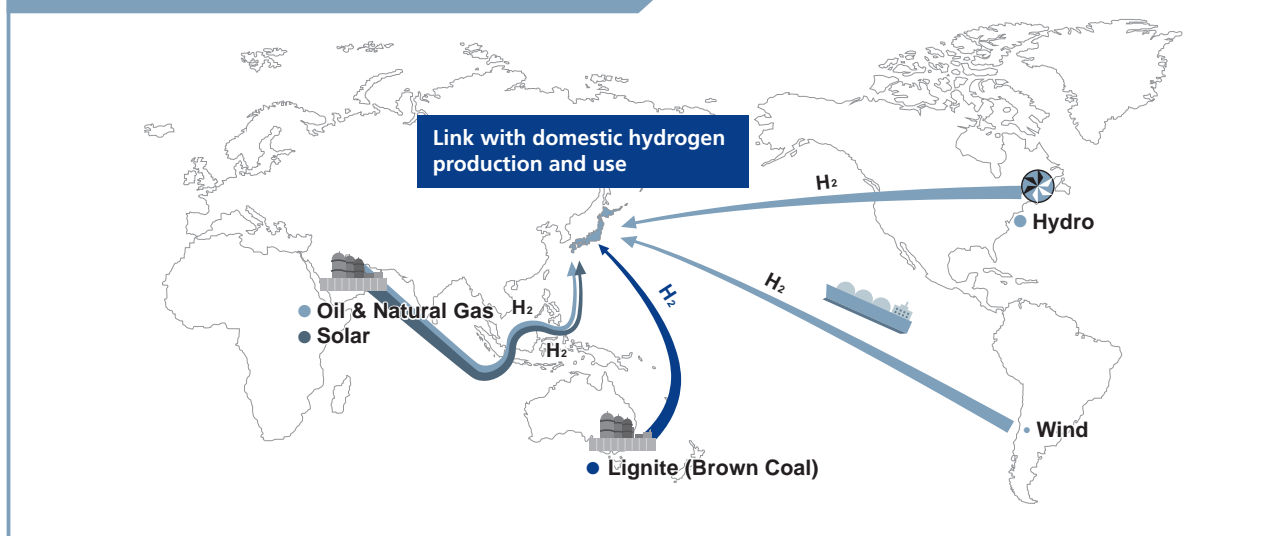 Link with domestic hydrogen
production and use
H₂
Hydro
H₂
H₂
Oil & Natural Gas
H₂
Solar
H₂
Wind
Lignite (Brown Coal)